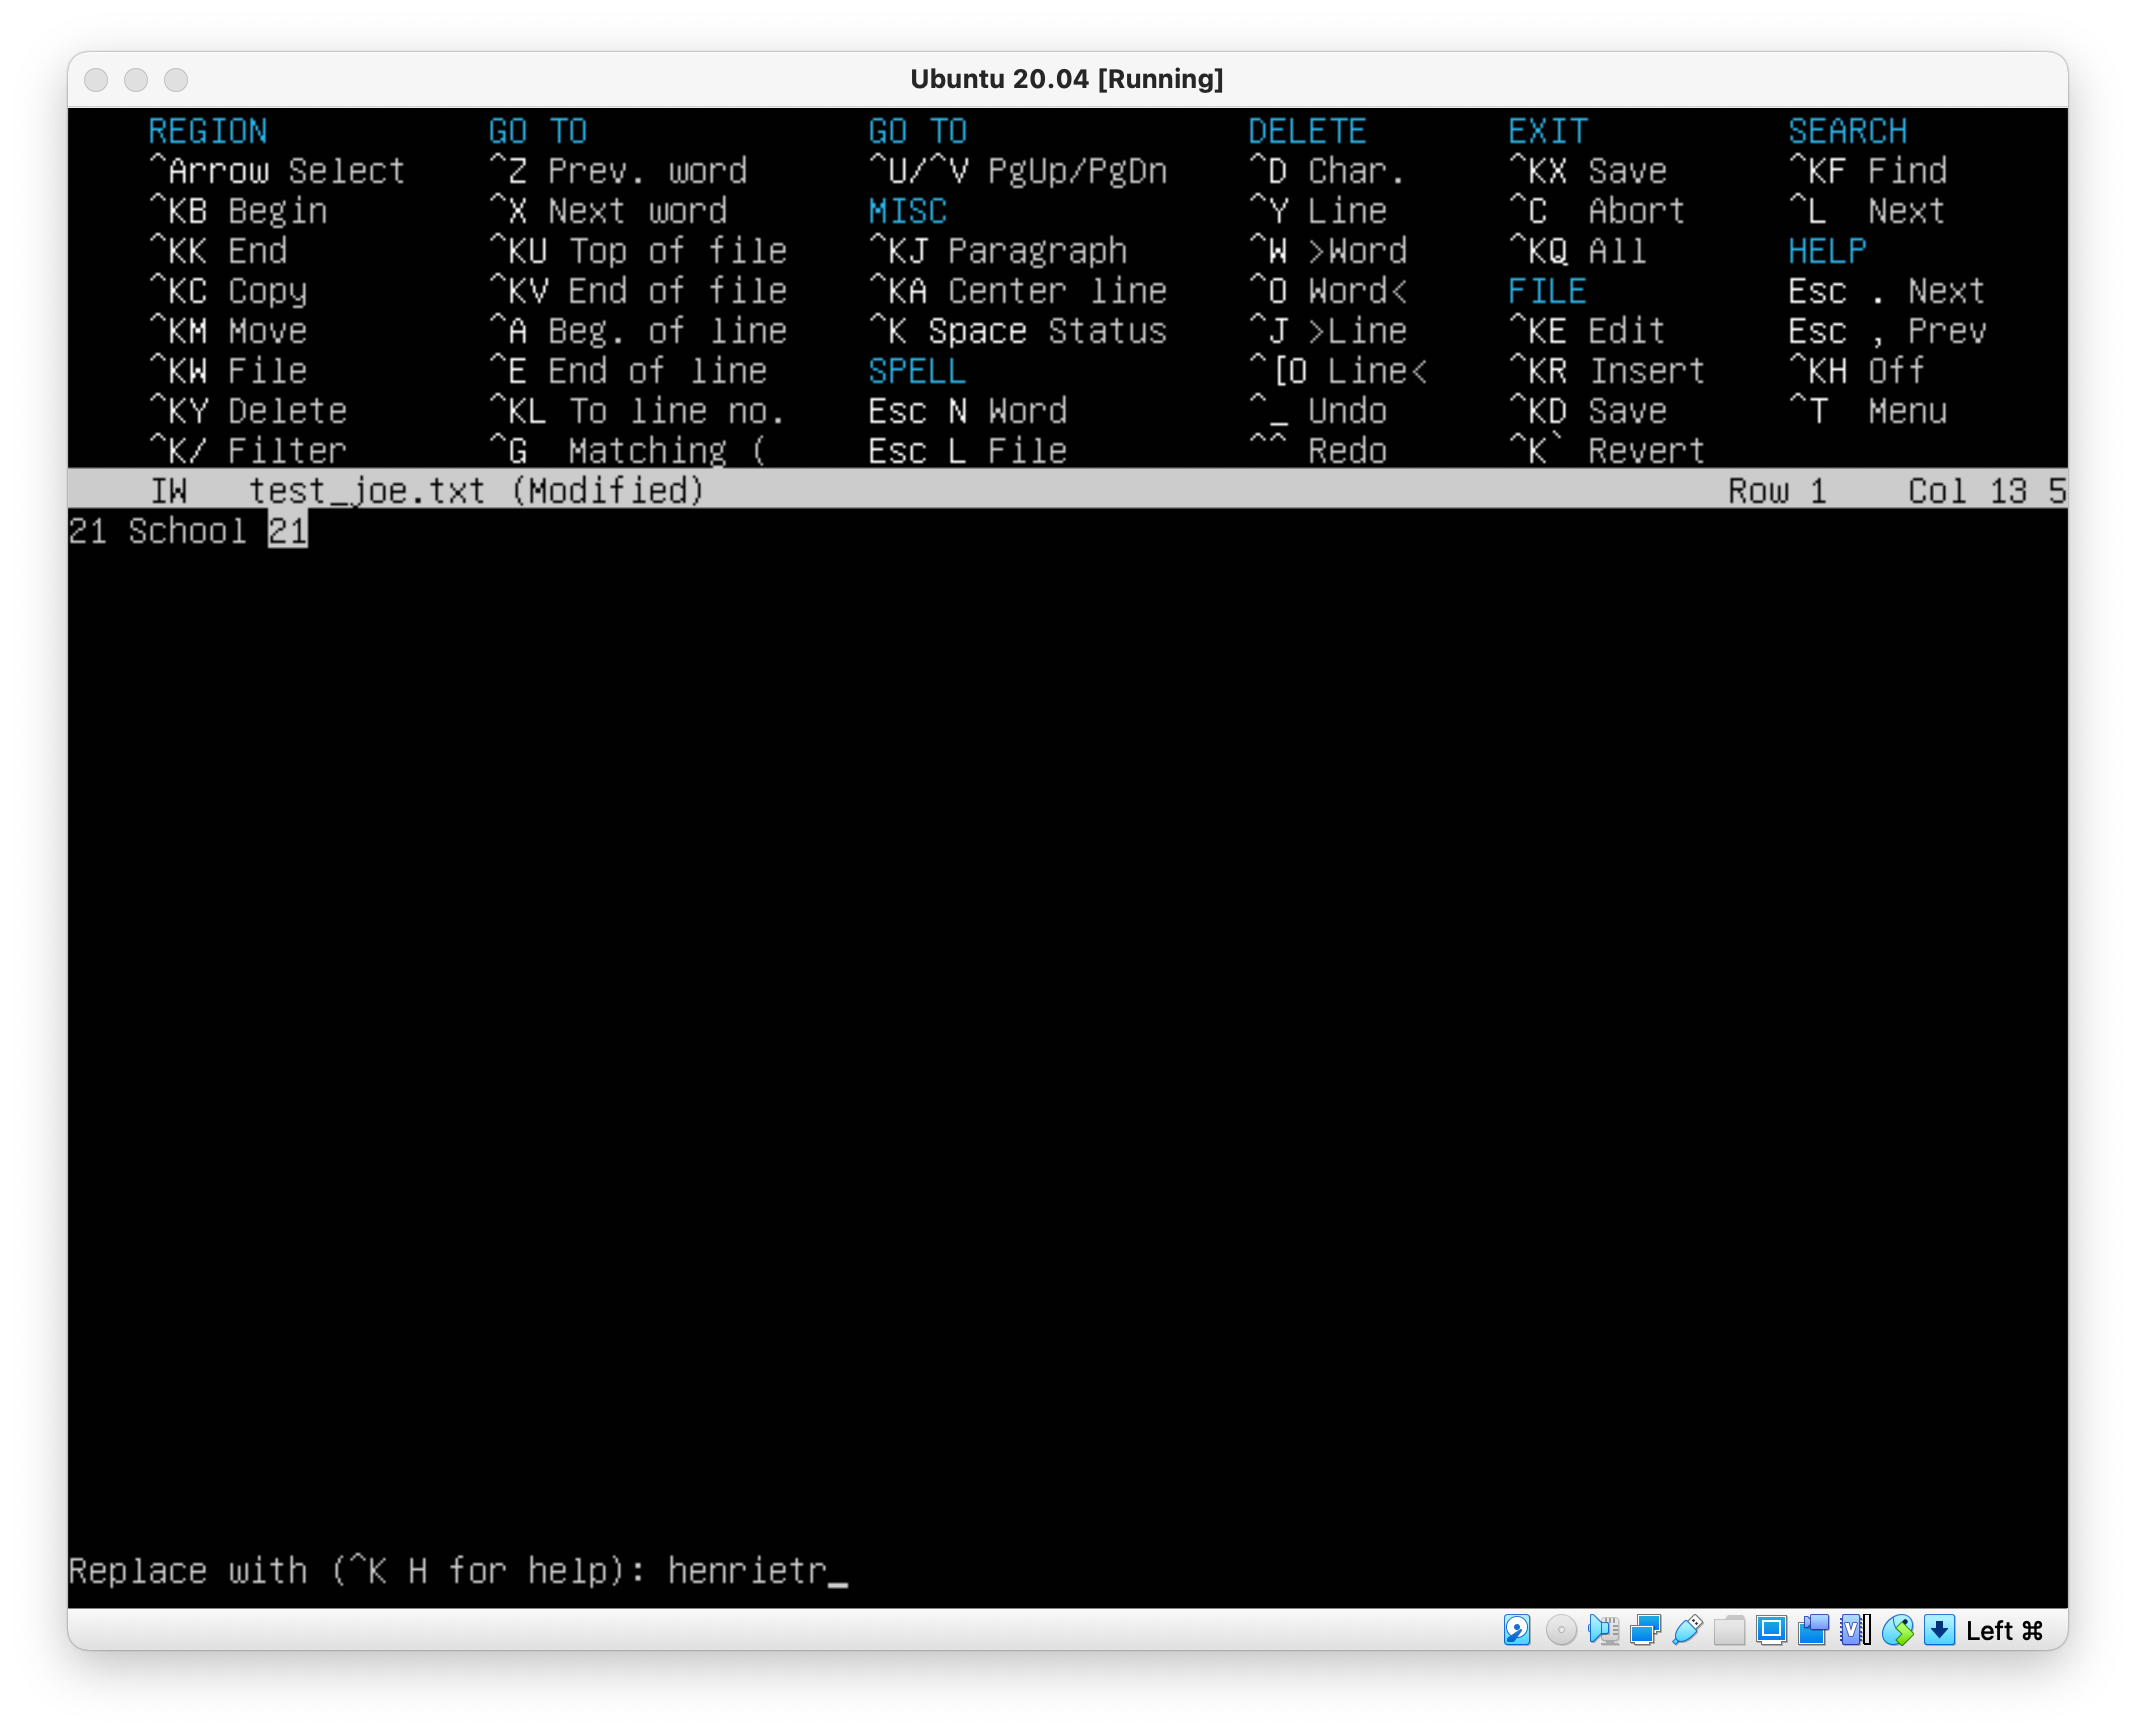 Ubuntu 20.04 [Running]
REGION GO TO GO TO DELETE EXIT SEARCH
^Arrow Select ^Z Prev. word ^U/^V PgUp/PgDn ^D Char. ^KX Save ^KF Find
^KB Begin ^X Next word MISC ^Y Line ^C Abort ^L Next
^KK End ^KU Top of file ^KJ Paragraph ^W >Word ^KQ All HELP
^KC Copy ^KV End of file ^KA Center line ^O Word< FILE Esc . Next
^KM Move ^A Beg. of line ^K Space Status ^J >Line ^KE Edit Esc , Prev
^KW File ^E End of line SPELL ^[O Line< ^KR Insert ^KH Off
^KY Delete ^KL To line no. Esc N Word ^_ Undo ^KD Save ^T Menu
^K/ Filter ^G Matching ( Esc L File ^^ Redo ^K` Revert
IW test_joe.txt (Modified) Row 1 Col 13 5
21 School 21
Replace with (^K H for help): henrietr_
Left ⌘